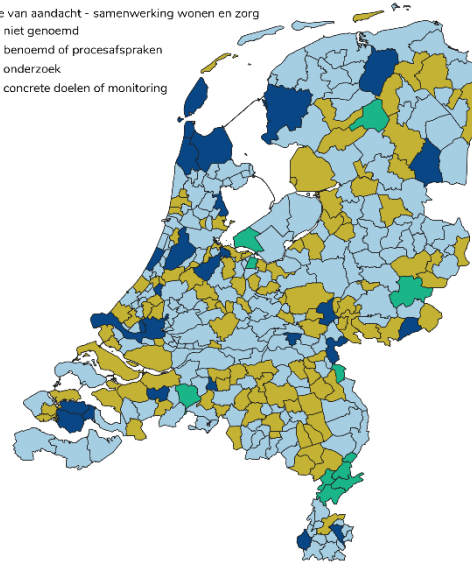 van aandacht - samenwerking wonen en zorg
niet genoemd
benoemd of procesafspraken
onderzoek
concrete doelen of monitoring